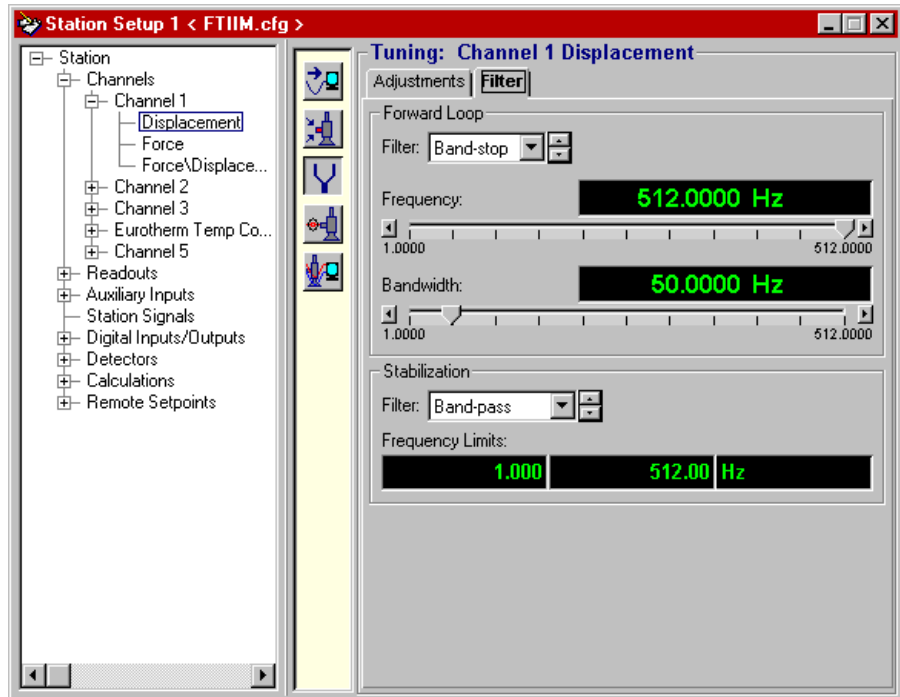 Station Setup 1 < FTIIM.cfg >
Station
Channels
Channel 1
Displacement
Force
Force\Displace...
Channel 2
Channel 3
Eurotherm Temp Co...
Channel 5
Readouts
Auxiliary Inputs
Station Signals
Digital Inputs/Outputs
Detectors
Calculations
Remote Setpoints
Tuning: Channel 1 Displacement
Adjustments Filter
Forward Loop
Filter: Band-stop
Frequency: 512.0000 Hz
1.0000 512.0000
Bandwidth: 50.0000 Hz
1.0000 512.0000
Stabilization
Filter: Band-pass
Frequency Limits:
1.000 512.00 Hz